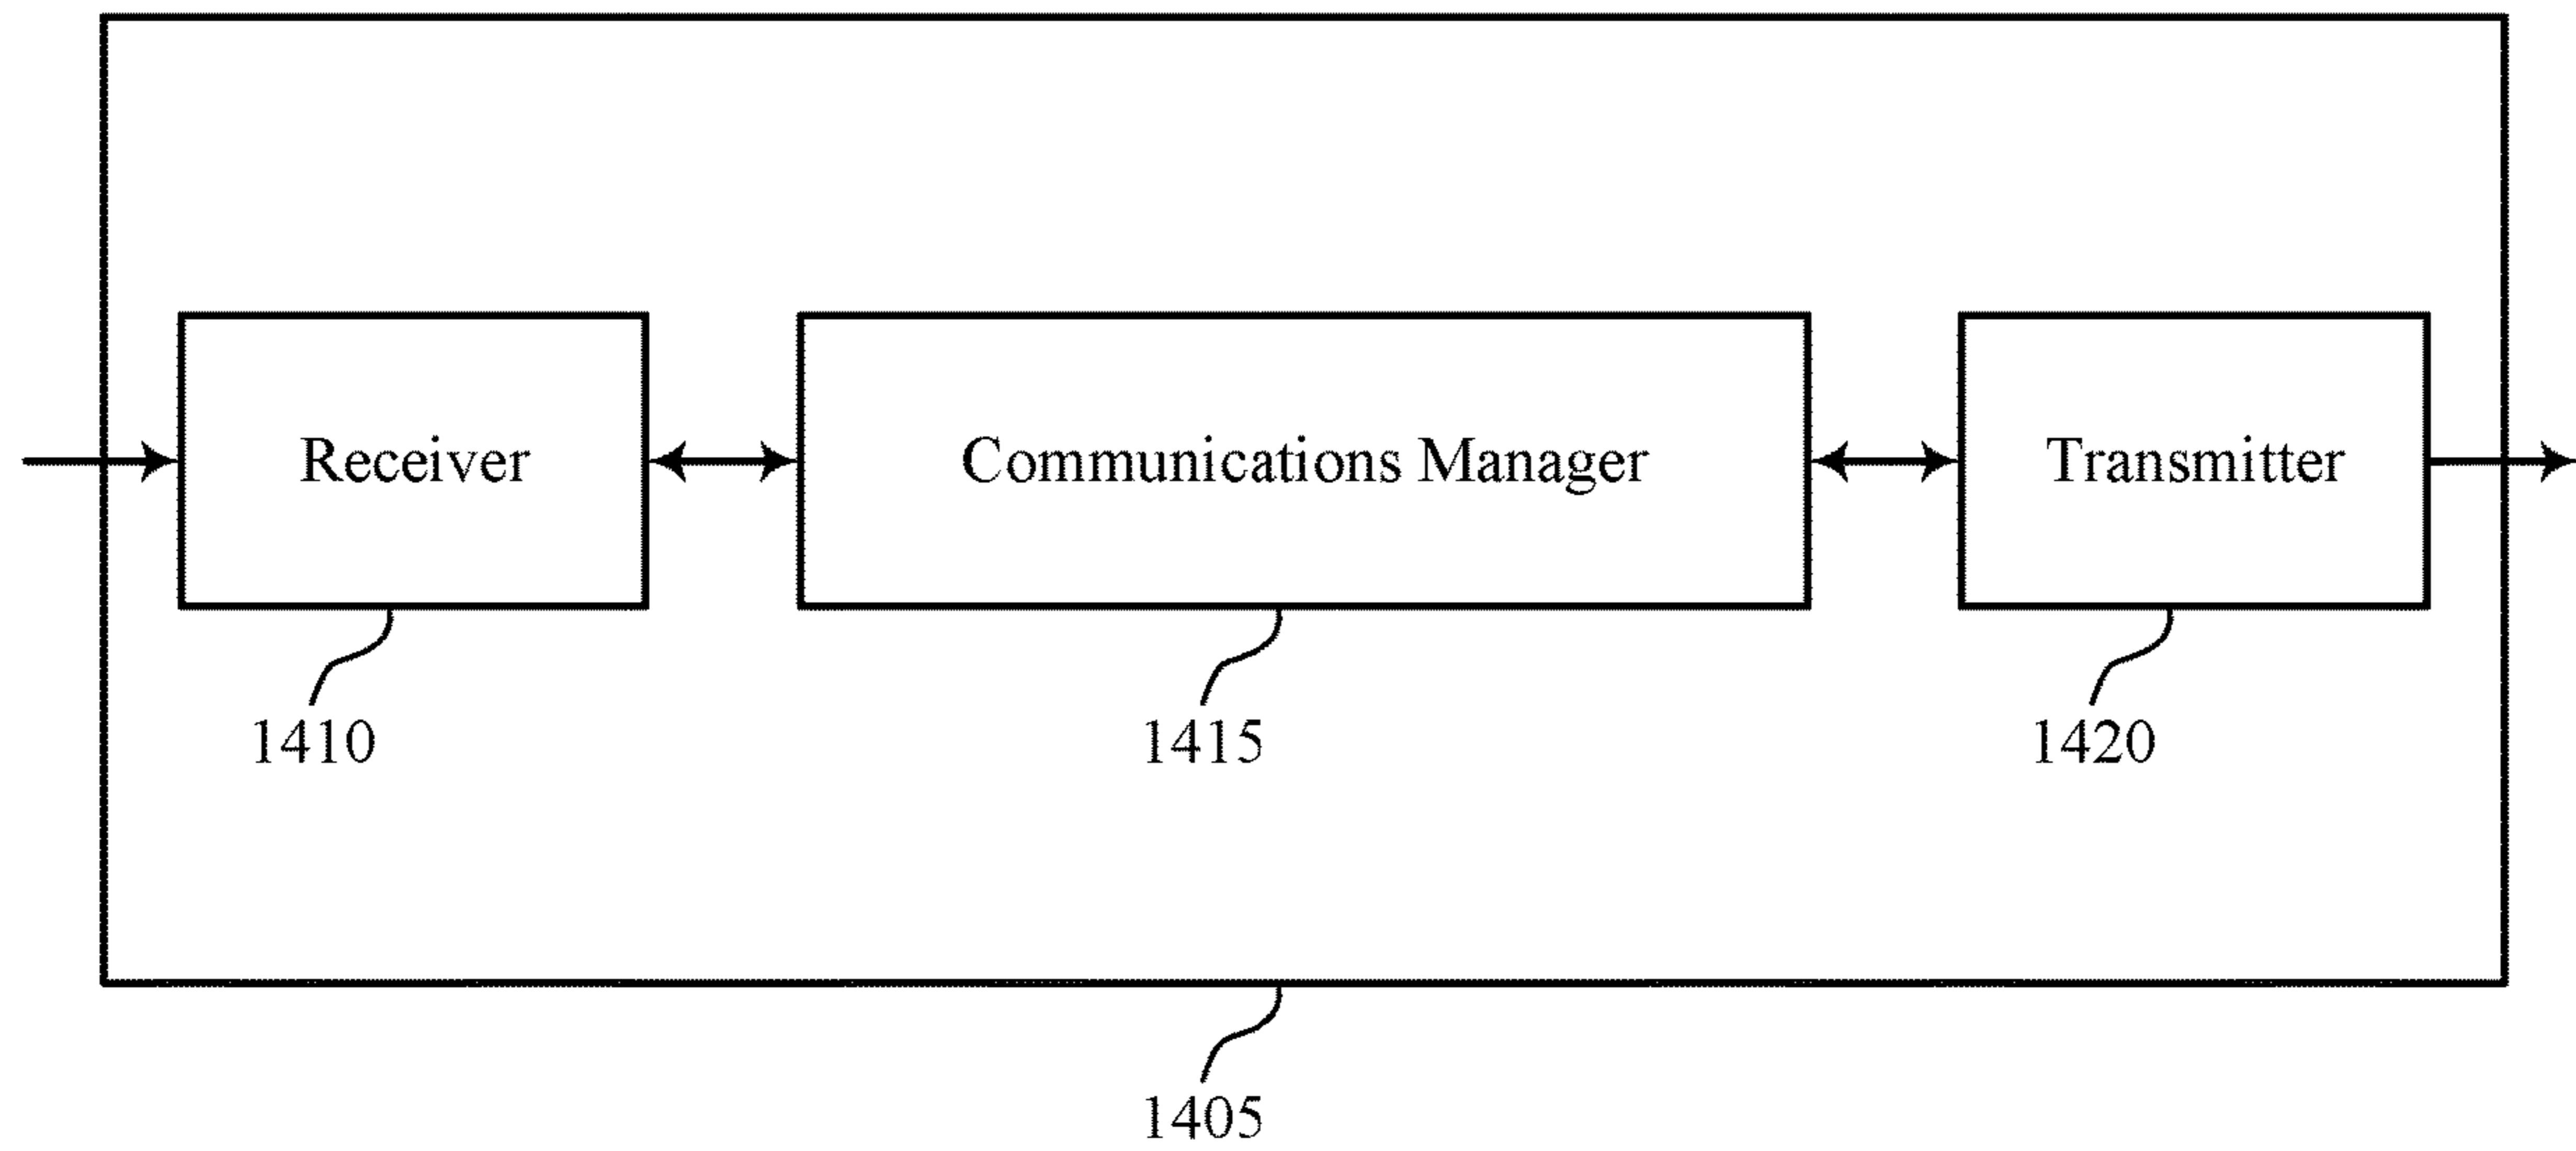 Receiver
Communications Manager
Transmitter
1410
1415
1420
1405